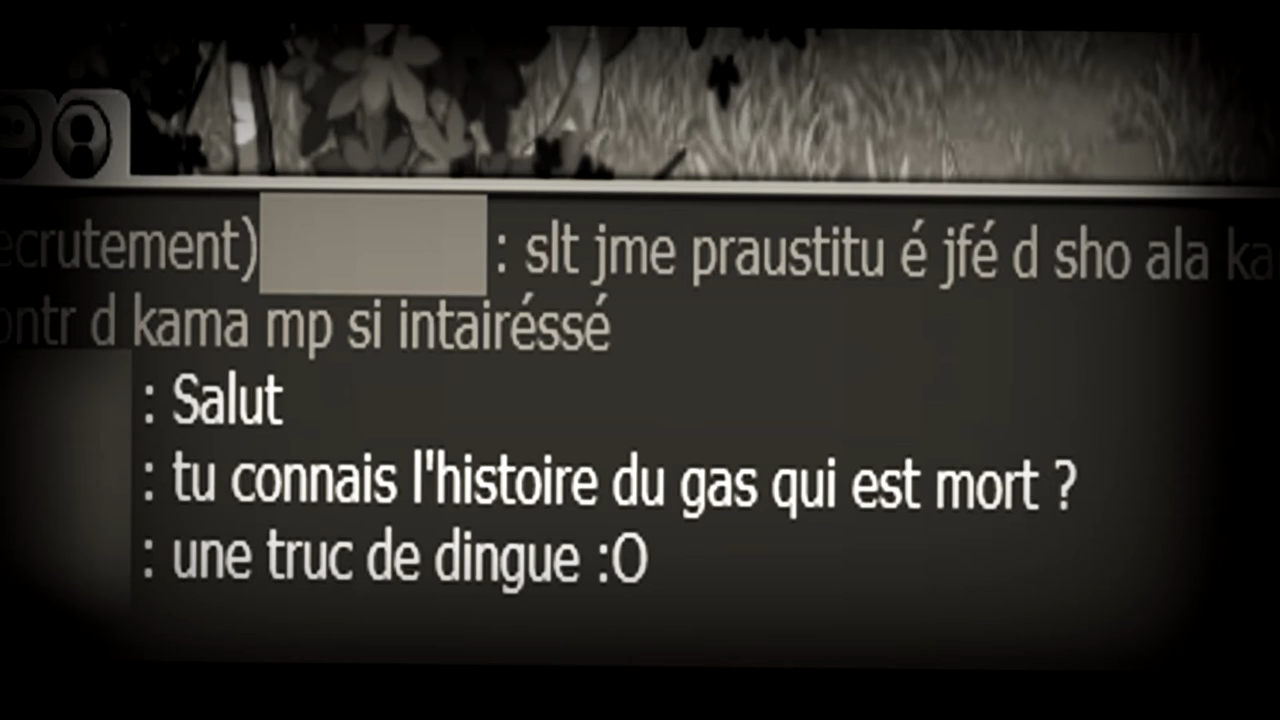 ecrutement) : slt jme praustitu é jfé d sho ala ka
ontr d kama mp si intairéssé
: Salut
: tu connais l'histoire du gas qui est mort ?
: une truc de dingue :O